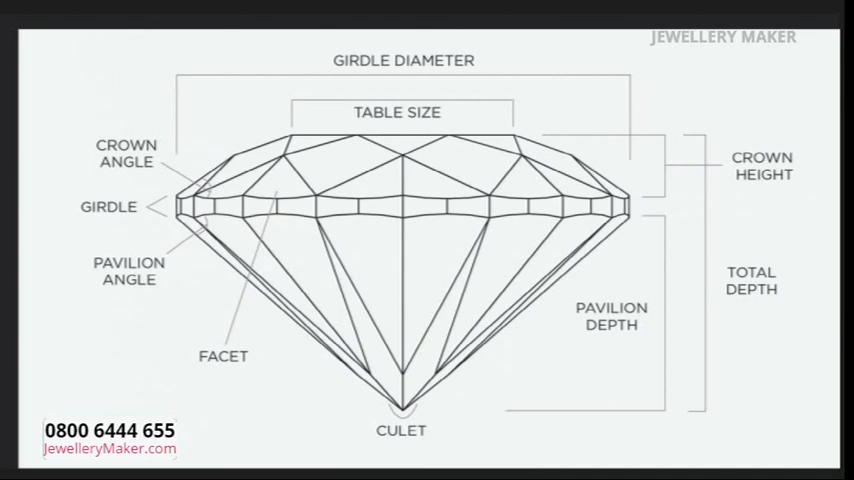 JEWELLERY MAKER
GIRDLE DIAMETER
TABLE SIZE
CROWN
ANGLE
CROWN
HEIGHT
GIRDLE
PAVILION
ANGLE
TOTAL
DEPTH
PAVILION
DEPTH
FACET
CULET
0800 6444 655
JewelleryMaker.com